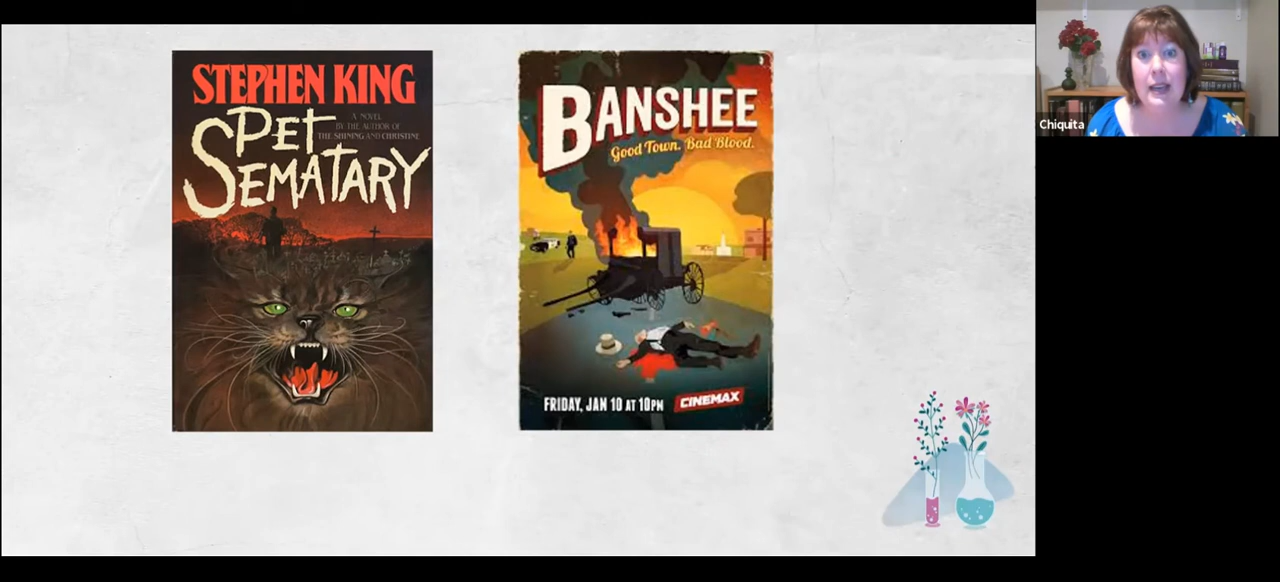 STEPHEN KING
A NOVEL
BY THE AUTHOR OF
THE SHINING AND CHRISTINE
PET
SEMATARY
BANSHEE
Good Town. Bad Blood.
FRIDAY, JAN 10 AT 10PM
CINEMAX
Chiquita